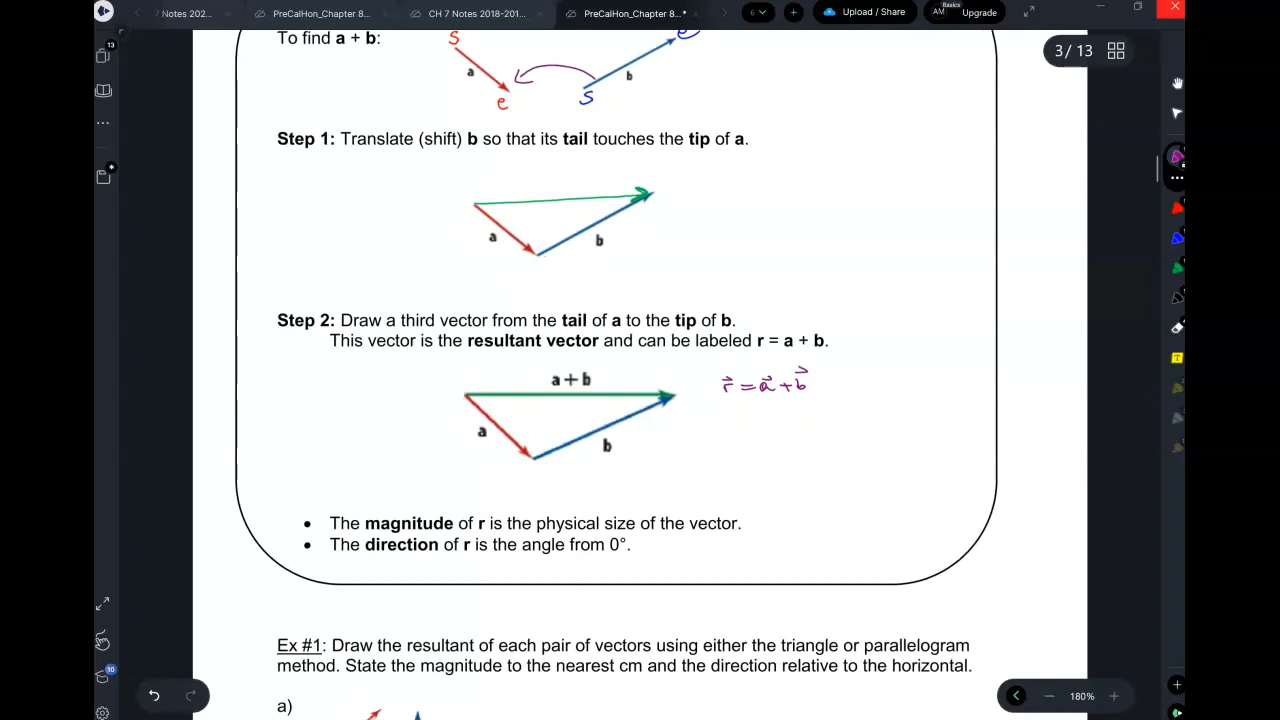 7 Notes 202...
PreCalHon_Chapter 8...
CH 7 Notes 2018-201...
PreCalHon_Chapter 8...*
6
Upload / Share
AM
Basics
Upgrade
3 / 13
13
To find a + b:
S
a
e
e
b
S
Step 1: Translate (shift) b so that its tail touches the tip of a.
a
b
Step 2: Draw a third vector from the tail of a to the tip of b.
This vector is the resultant vector and can be labeled r = a + b.
a + b
r⃗ = a⃗ + b⃗
a
b
• The magnitude of r is the physical size of the vector.
• The direction of r is the angle from 0°.
Ex #1: Draw the resultant of each pair of vectors using either the triangle or parallelogram
method. State the magnitude to the nearest cm and the direction relative to the horizontal.
a)
180%